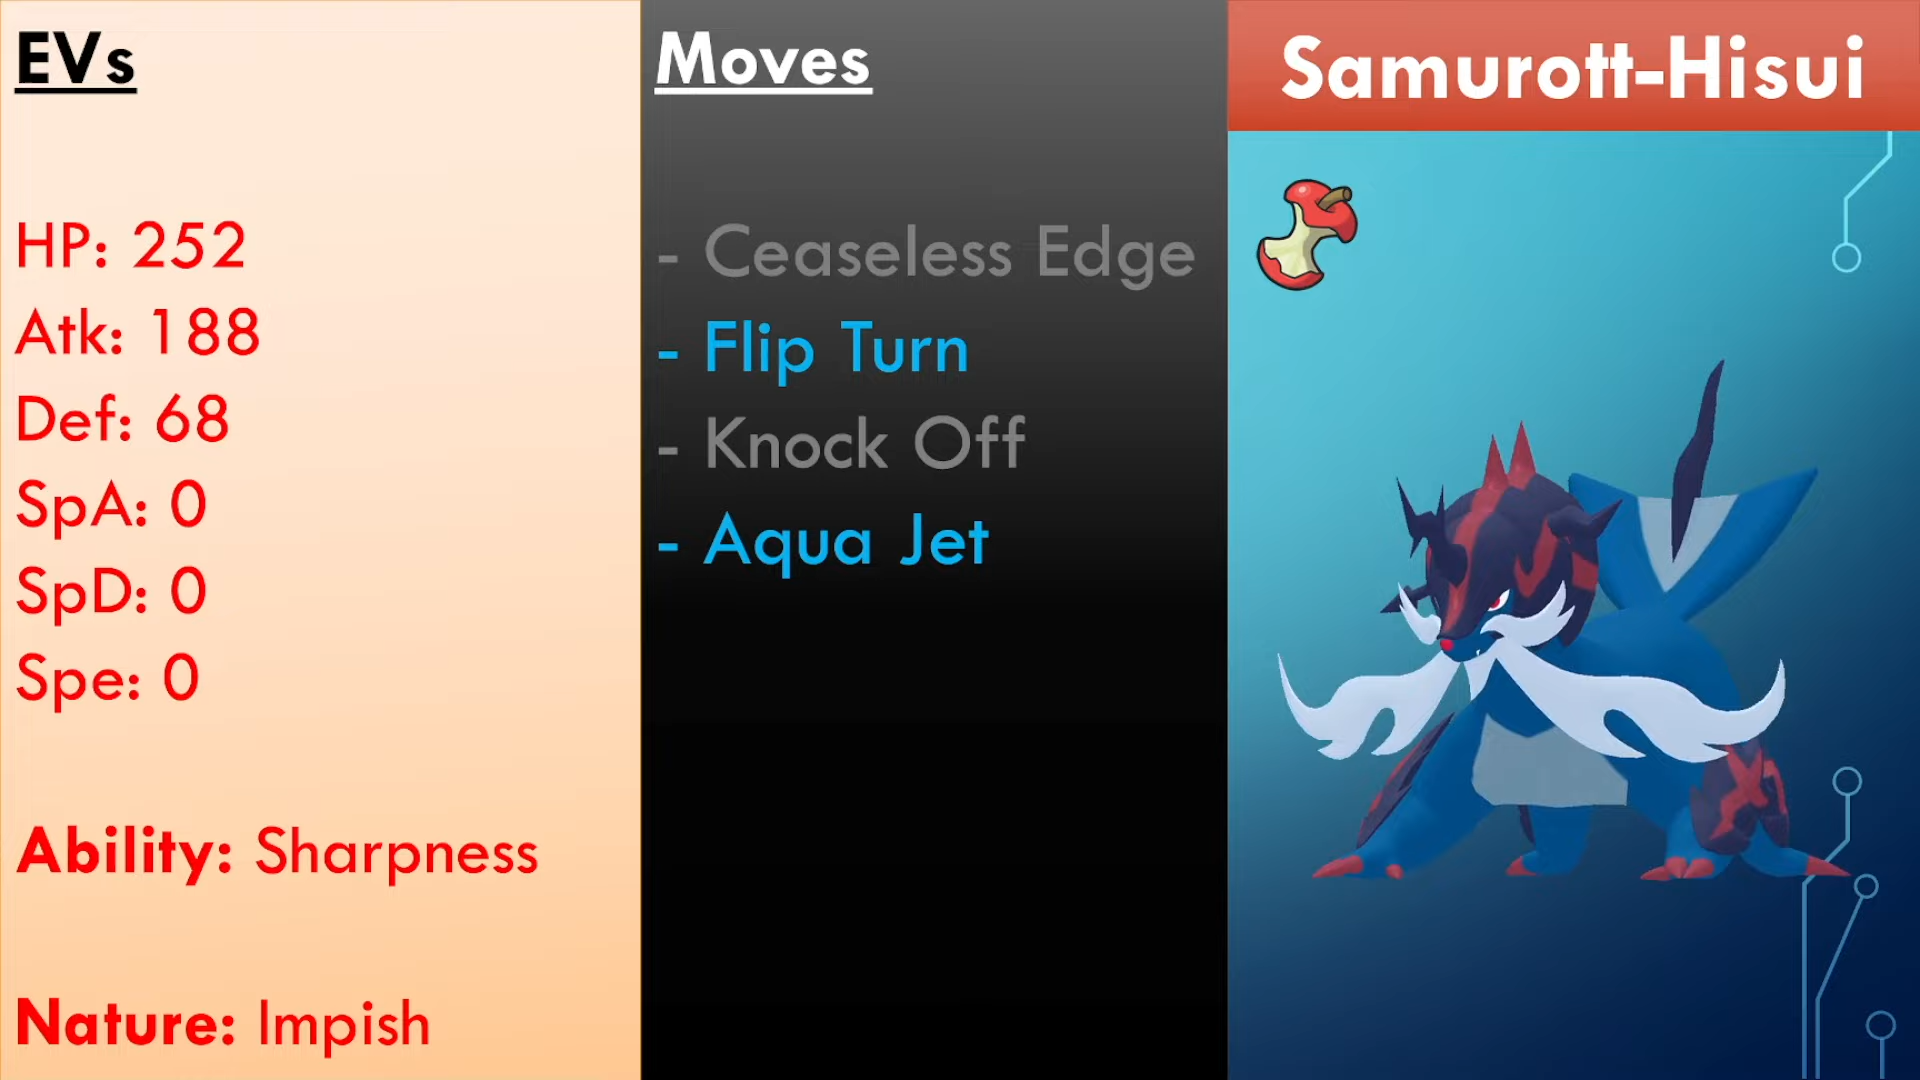 EVs
HP: 252
Atk: 188
Def: 68
SpA: 0
SpD: 0
Spe: 0
Ability: Sharpness
Nature: Impish
Moves
- Ceaseless Edge
- Flip Turn
- Knock Off
- Aqua Jet
Samurott-Hisui